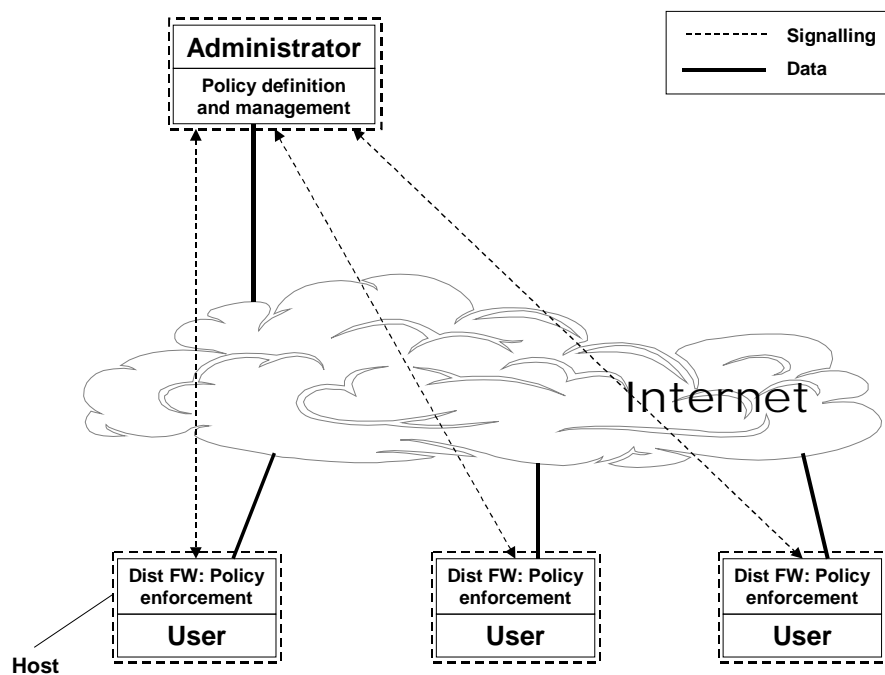 Administrator
Policy definition
and management
Signalling
Data
Internet
Dist FW: Policy
enforcement
User
Dist FW: Policy
enforcement
User
Dist FW: Policy
enforcement
User
Host